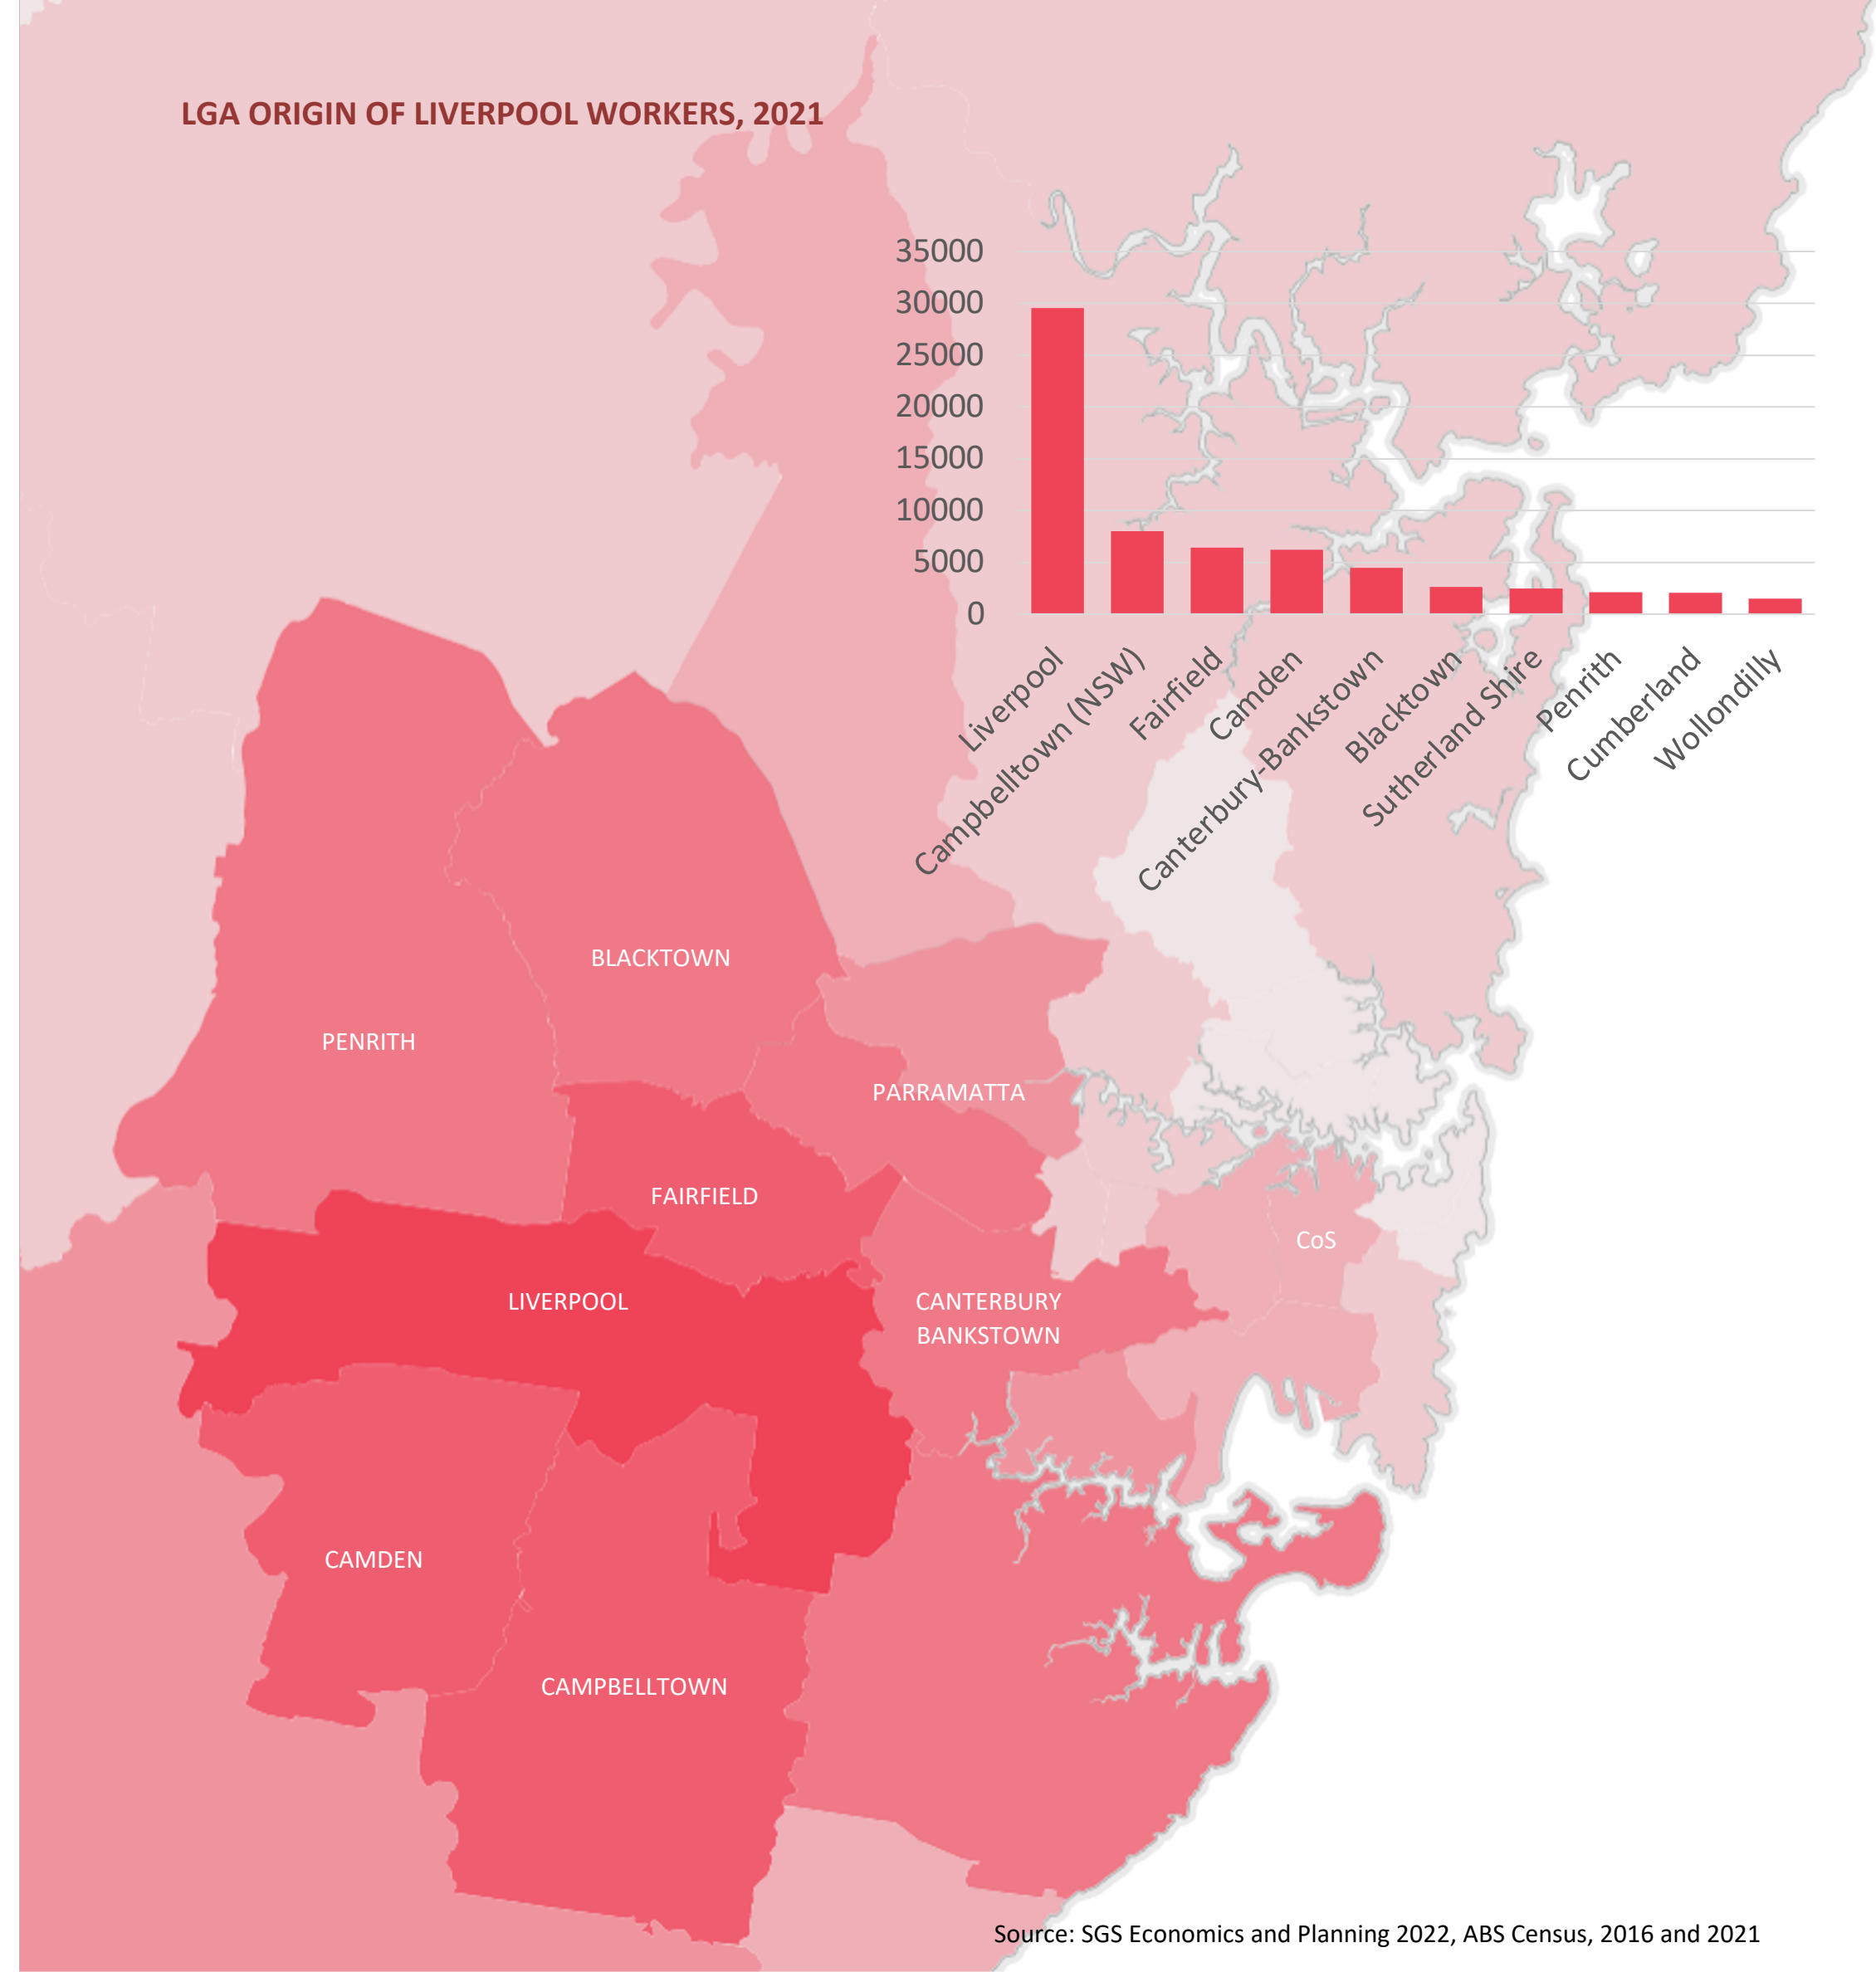 LGA ORIGIN OF LIVERPOOL WORKERS, 2021
35000
30000
25000
20000
15000
10000
5000
0
Liverpool
Campbelltown (NSW)
Fairfield
Camden
Canterbury-Bankstown
Blacktown
Sutherland Shire
Penrith
Cumberland
Wollondilly
BLACKTOWN
PENRITH
PARRAMATTA
FAIRFIELD
CoS
LIVERPOOL
CANTERBURY
BANKSTOWN
CAMDEN
CAMPBELLTOWN
Source: SGS Economics and Planning 2022, ABS Census, 2016 and 2021